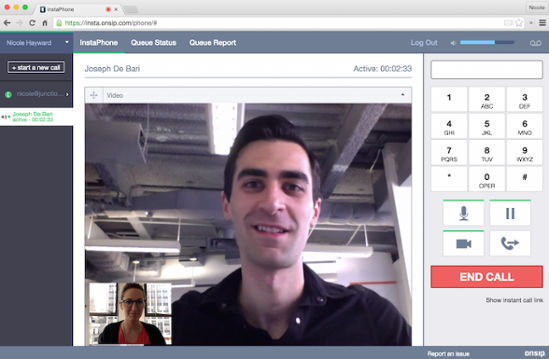 InstaPhone
Nicole
https://insta.onsip.com/phone/#
Nicole Hayward
InstaPhone
Queue Status
Queue Report
Log Out
+ start a new call
Joseph De Bari
Active: 00:02:33
nicole@junctio...
Joseph De Bari
active - 00:02:33
Video
1
2 ABC
3 DEF
4 GHI
5 JKL
6 MNO
7 PQRS
8 TUV
9 WXYZ
*
0 OPER
#
END CALL
Show instant call link
Report an issue
onsip